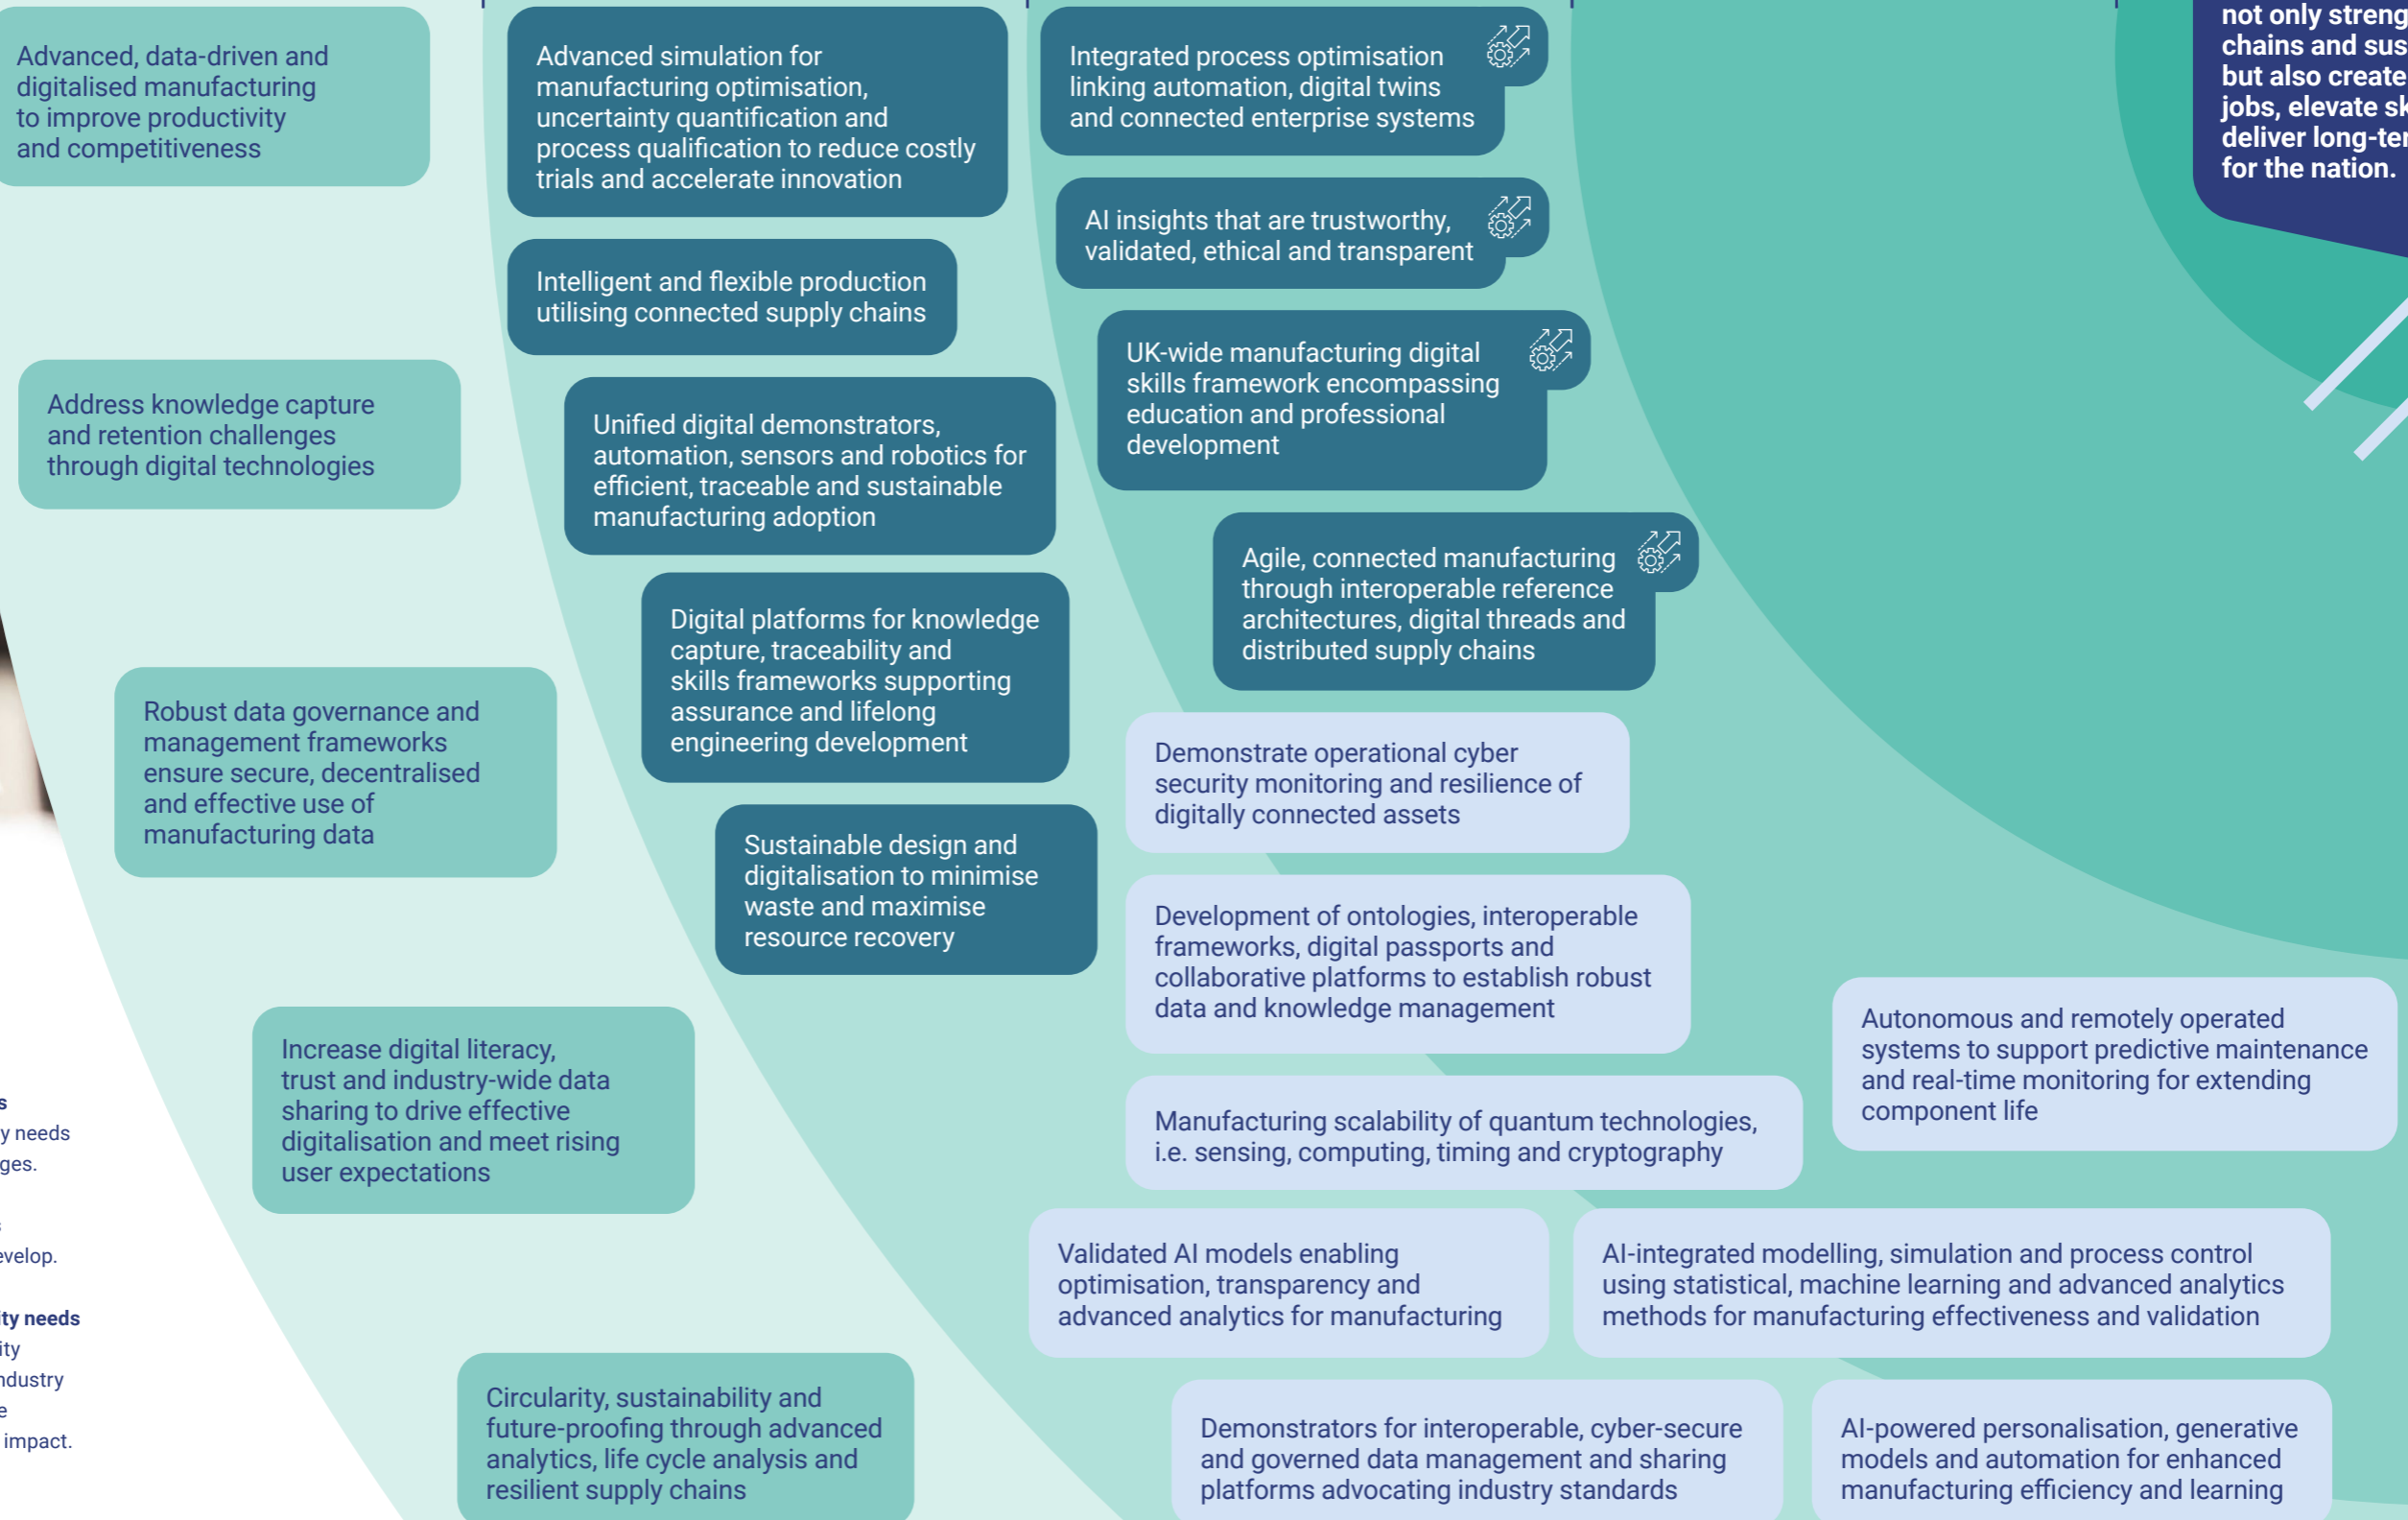 Advanced, data-driven and
digitalised manufacturing
to improve productivity
and competitiveness
Address knowledge capture
and retention challenges
through digital technologies
Robust data governance and
management frameworks
ensure secure, decentralised
and effective use of
manufacturing data
Increase digital literacy,
trust and industry-wide data
sharing to drive effective
digitalisation and meet rising
user expectations
Circularity, sustainability and
future-proofing through advanced
analytics, life cycle analysis and
resilient supply chains
Advanced simulation for
manufacturing optimisation,
uncertainty quantification and
process qualification to reduce costly
trials and accelerate innovation
Intelligent and flexible production
utilising connected supply chains
Unified digital demonstrators,
automation, sensors and robotics for
efficient, traceable and sustainable
manufacturing adoption
Digital platforms for knowledge
capture, traceability and
skills frameworks supporting
assurance and lifelong
engineering development
Sustainable design and
digitalisation to minimise
waste and maximise
resource recovery
Integrated process optimisation
linking automation, digital twins
and connected enterprise systems
AI insights that are trustworthy,
validated, ethical and transparent
UK-wide manufacturing digital
skills framework encompassing
education and professional
development
Agile, connected manufacturing
through interoperable reference
architectures, digital threads and
distributed supply chains
Demonstrate operational cyber
security monitoring and resilience of
digitally connected assets
Development of ontologies, interoperable
frameworks, digital passports and
collaborative platforms to establish robust
data and knowledge management
Manufacturing scalability of quantum technologies,
i.e. sensing, computing, timing and cryptography
Autonomous and remotely operated
systems to support predictive maintenance
and real-time monitoring for extending
component life
Validated AI models enabling
optimisation, transparency and
advanced analytics for manufacturing
AI-integrated modelling, simulation and process control
using statistical, machine learning and advanced analytics
methods for manufacturing effectiveness and validation
Demonstrators for interoperable, cyber-secure
and governed data management and sharing
platforms advocating industry standards
AI-powered personalisation, generative
models and automation for enhanced
manufacturing efficiency and learning
not only
chains and
but also create
jobs, elevate
deliver
for the nation.
needs
needs
impact.